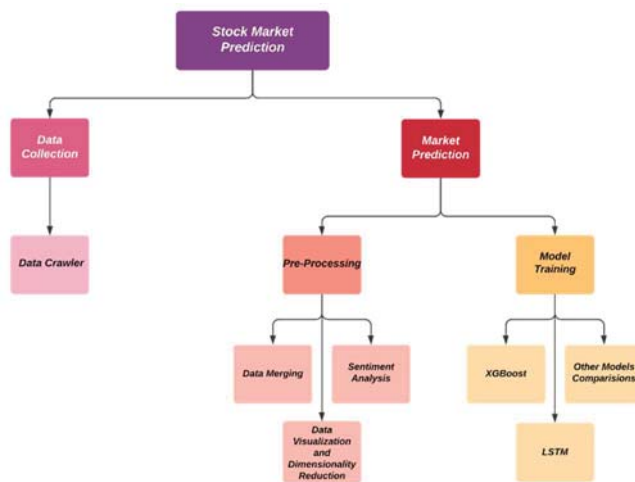 Stock Market
Prediction
Data
Collection
Market
Prediction
Data Crawler
Pre-Processing
Model
Training
Data Merging
Sentiment
Analysis
XGBoost
Other Models
Comparisions
Data
Visualization
and
Dimensionality
Reduction
LSTM